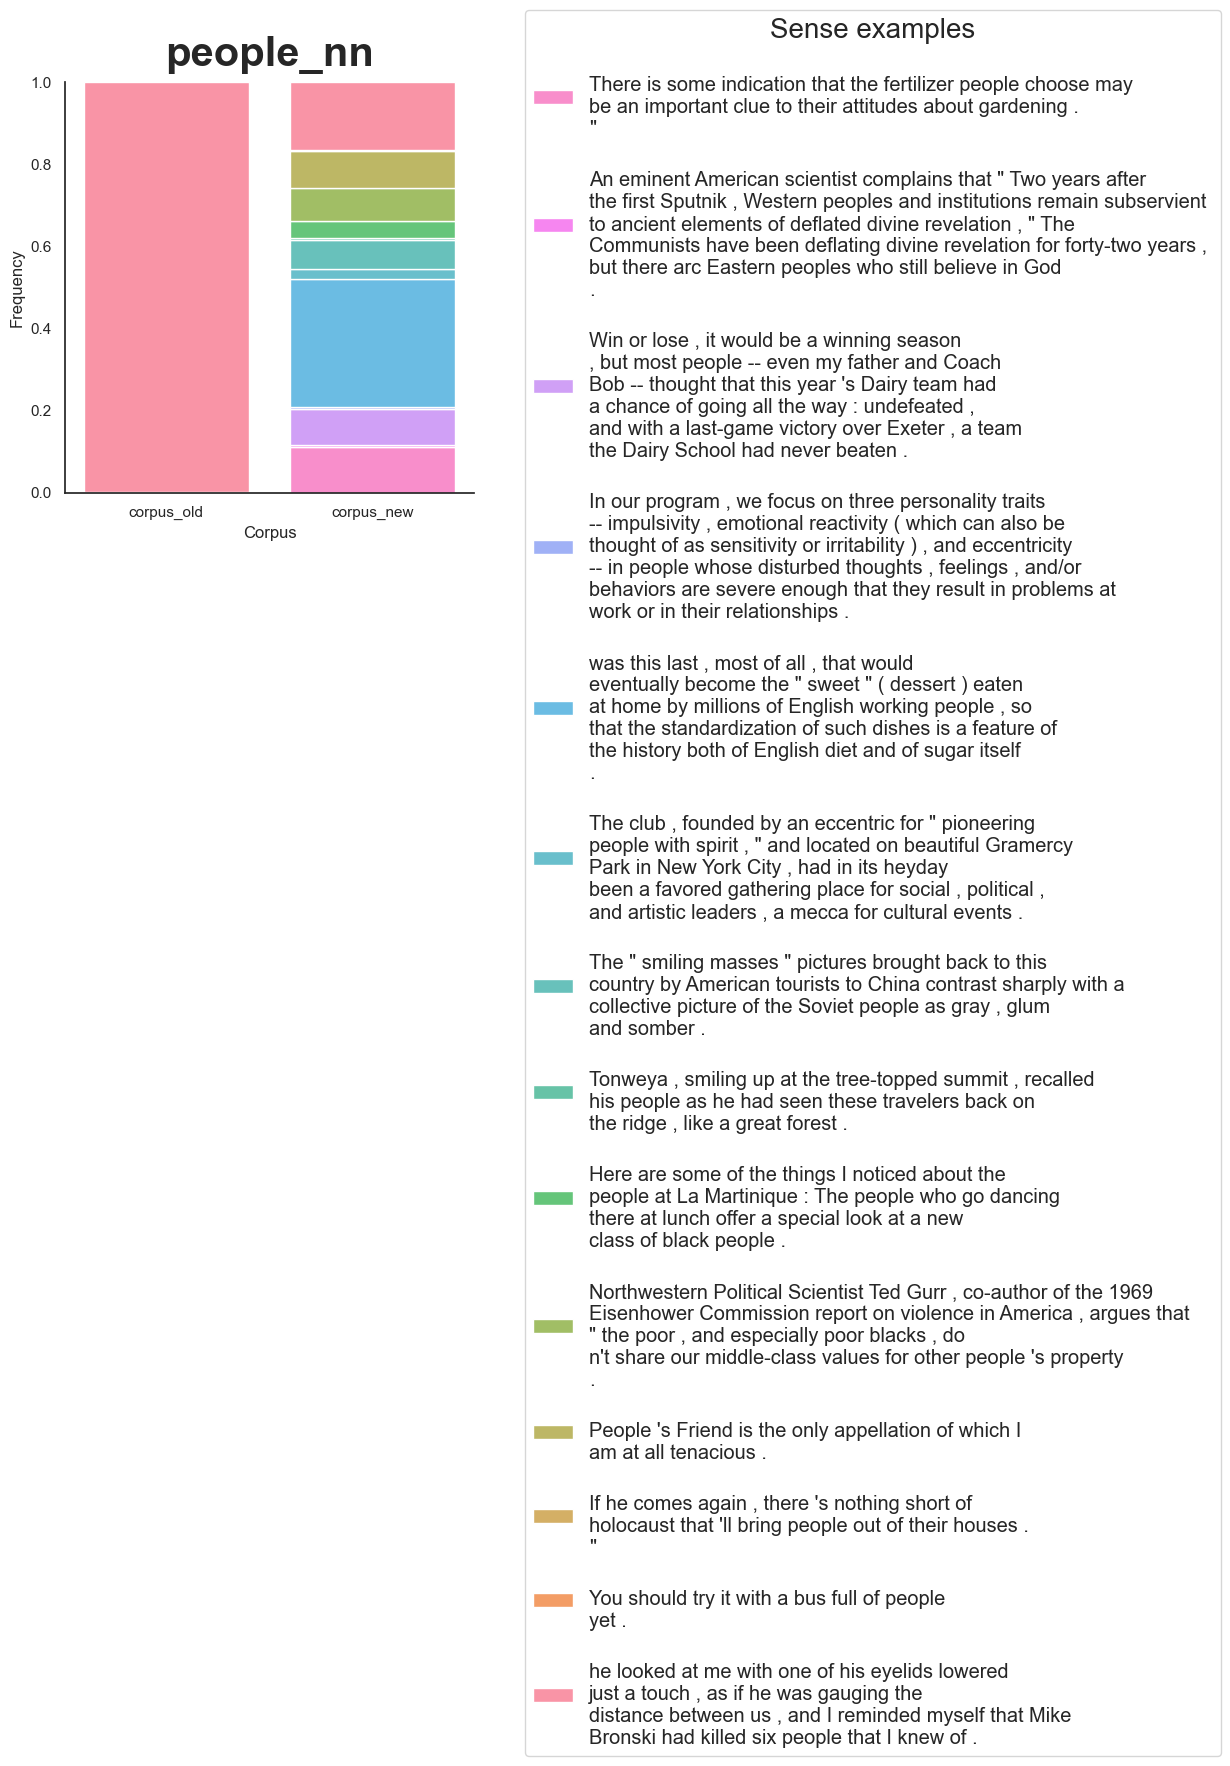 people_nn
1.0
0.8
0.6
0.4
0.2
0.0
Frequency
corpus_old
corpus_new
Corpus
Sense examples
There is some indication that the fertilizer people choose may
be an important clue to their attitudes about gardening .
"
An eminent American scientist complains that " Two years after
the first Sputnik , Western peoples and institutions remain subservient
to ancient elements of deflated divine revelation , " The
Communists have been deflating divine revelation for forty-two years ,
but there arc Eastern peoples who still believe in God
.
Win or lose , it would be a winning season
, but most people -- even my father and Coach
Bob -- thought that this year 's Dairy team had
a chance of going all the way : undefeated ,
and with a last-game victory over Exeter , a team
the Dairy School had never beaten .
In our program , we focus on three personality traits
-- impulsivity , emotional reactivity ( which can also be
thought of as sensitivity or irritability ) , and eccentricity
-- in people whose disturbed thoughts , feelings , and/or
behaviors are severe enough that they result in problems at
work or in their relationships .
was this last , most of all , that would
eventually become the " sweet " ( dessert ) eaten
at home by millions of English working people , so
that the standardization of such dishes is a feature of
the history both of English diet and of sugar itself
.
The club , founded by an eccentric for " pioneering
people with spirit , " and located on beautiful Gramercy
Park in New York City , had in its heyday
been a favored gathering place for social , political ,
and artistic leaders , a mecca for cultural events .
The " smiling masses " pictures brought back to this
country by American tourists to China contrast sharply with a
collective picture of the Soviet people as gray , glum
and somber .
Tonweya , smiling up at the tree-topped summit , recalled
his people as he had seen these travelers back on
the ridge , like a great forest .
Here are some of the things I noticed about the
people at La Martinique : The people who go dancing
there at lunch offer a special look at a new
class of black people .
Northwestern Political Scientist Ted Gurr , co-author of the 1969
Eisenhower Commission report on violence in America , argues that
" the poor , and especially poor blacks , do
n't share our middle-class values for other people 's property
.
People 's Friend is the only appellation of which I
am at all tenacious .
If he comes again , there 's nothing short of
holocaust that 'll bring people out of their houses .
"
You should try it with a bus full of people
yet .
he looked at me with one of his eyelids lowered
just a touch , as if he was gauging the
distance between us , and I reminded myself that Mike
Bronski had killed six people that I knew of .